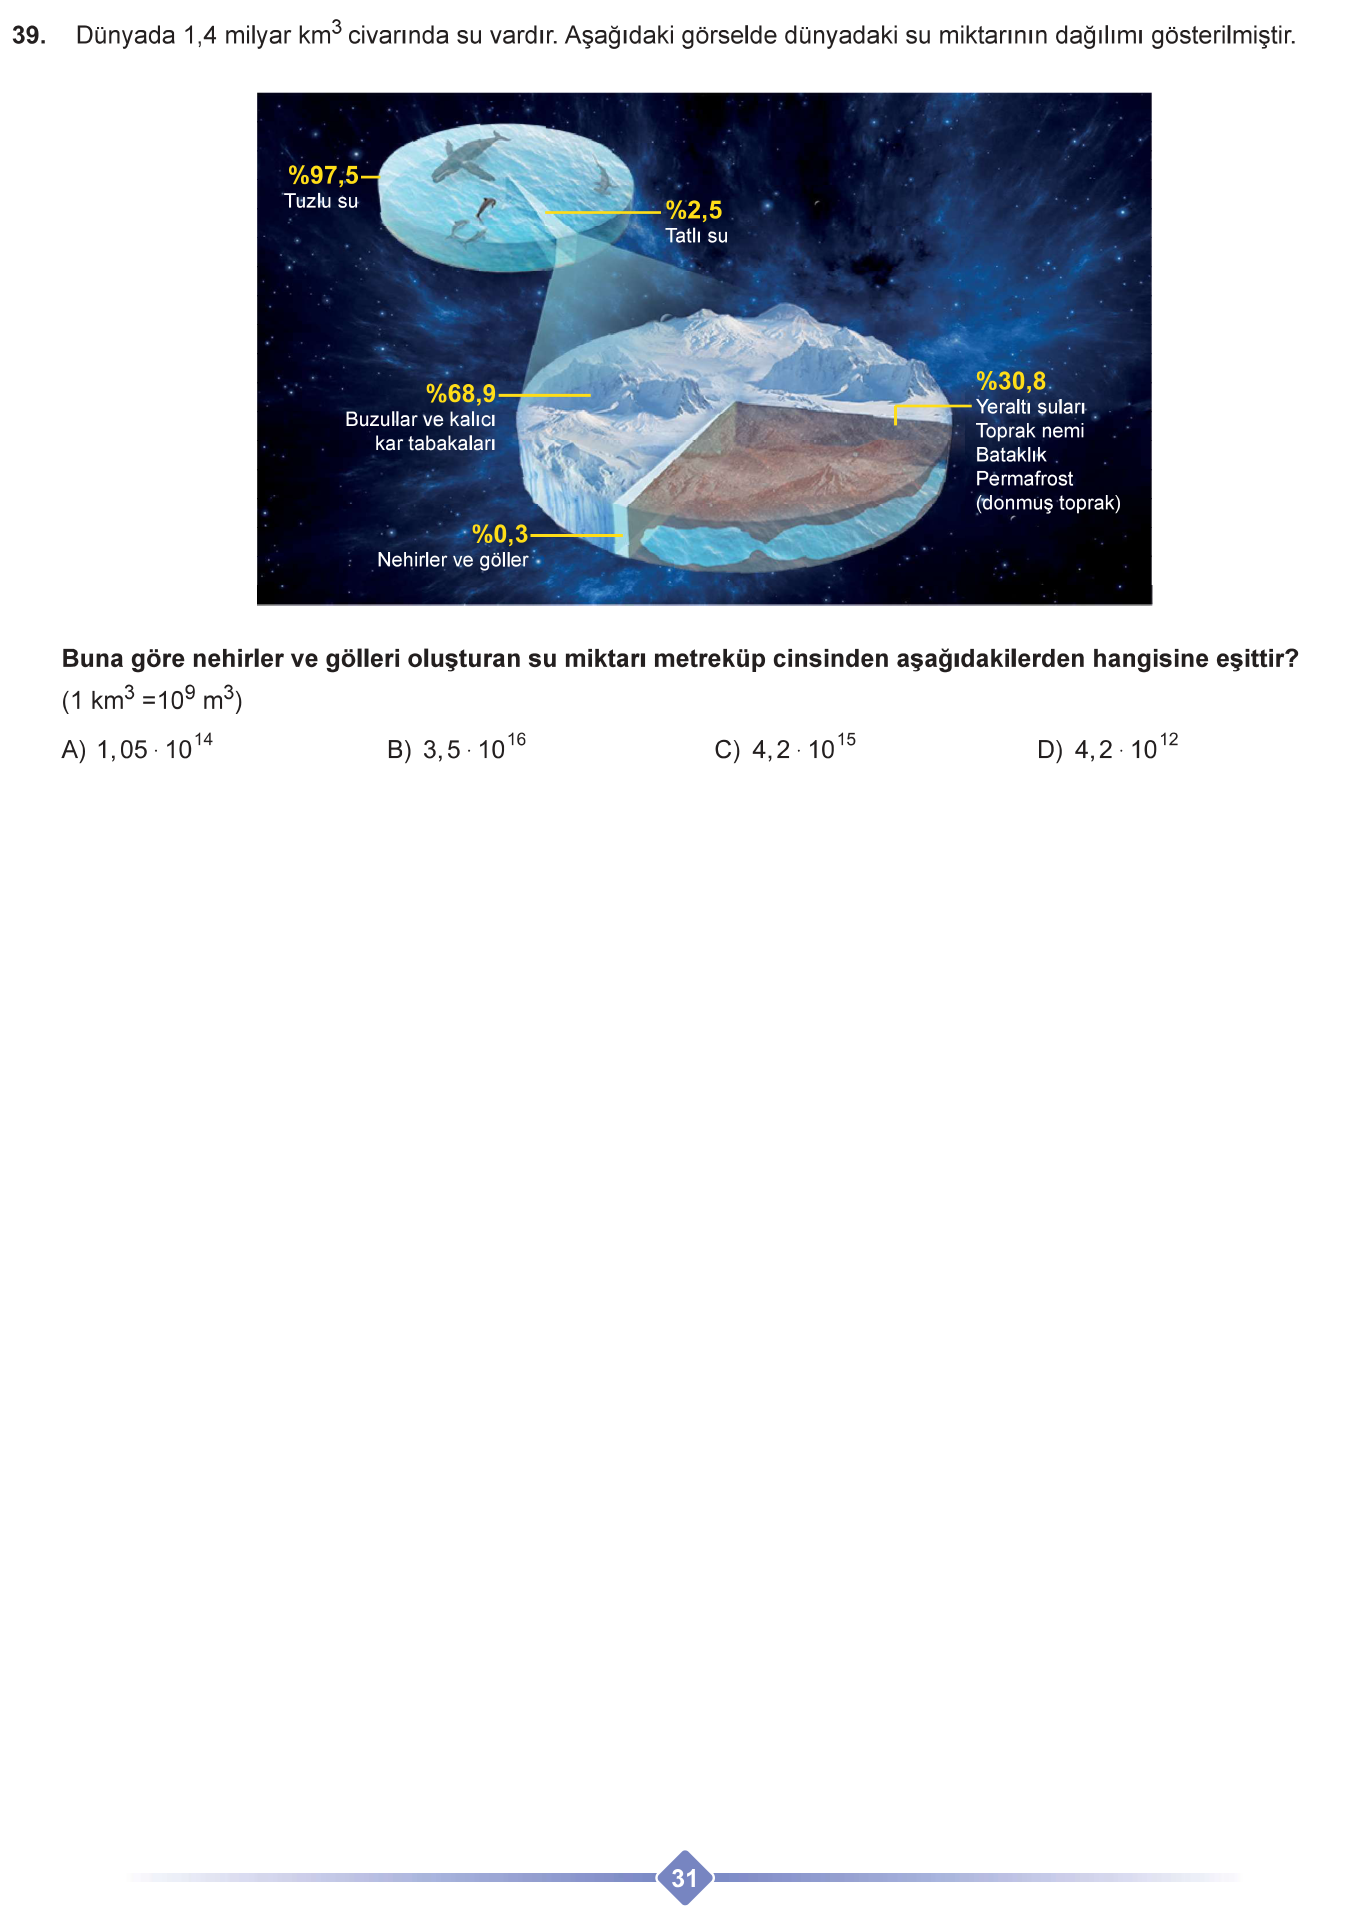 39. Dünyada 1,4 milyar km³ civarında su vardır. Aşağıdaki görselde dünyadaki su miktarının dağılımı gösterilmiştir.
%97,5
Tuzlu su
%2,5
Tatlı su
%68,9
Buzullar ve kalıcı
kar tabakaları
%30,8
Yeraltı suları
Toprak nemi
Bataklık
Permafrost
(donmuş toprak)
%0,3
Nehirler ve göller
Buna göre nehirler ve gölleri oluşturan su miktarı metreküp cinsinden aşağıdakilerden hangisine eşittir?
(1 km³ =10⁹ m³)
A) 1,05 · 10¹⁴ B) 3,5 · 10¹⁶ C) 4,2 · 10¹⁵ D) 4,2 · 10¹²
31